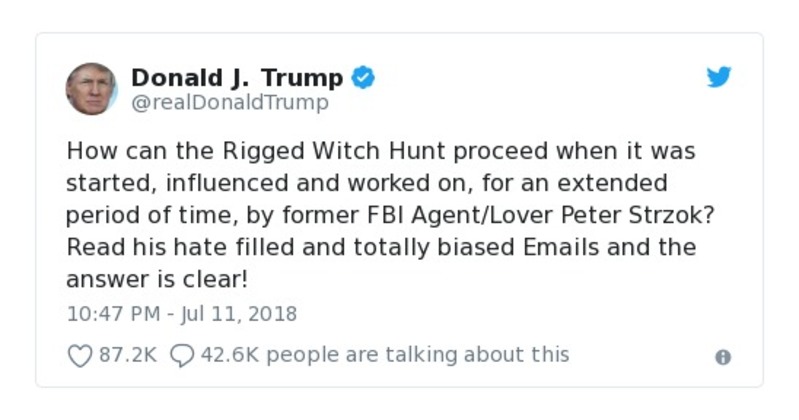 Donald J. Trump
@realDonaldTrump
How can the Rigged Witch Hunt proceed when it was
started, influenced and worked on, for an extended
period of time, by former FBI Agent/Lover Peter Strzok?
Read his hate filled and totally biased Emails and the
answer is clear!
10:47 PM - Jul 11, 2018
87.2K 42.6K people are talking about this